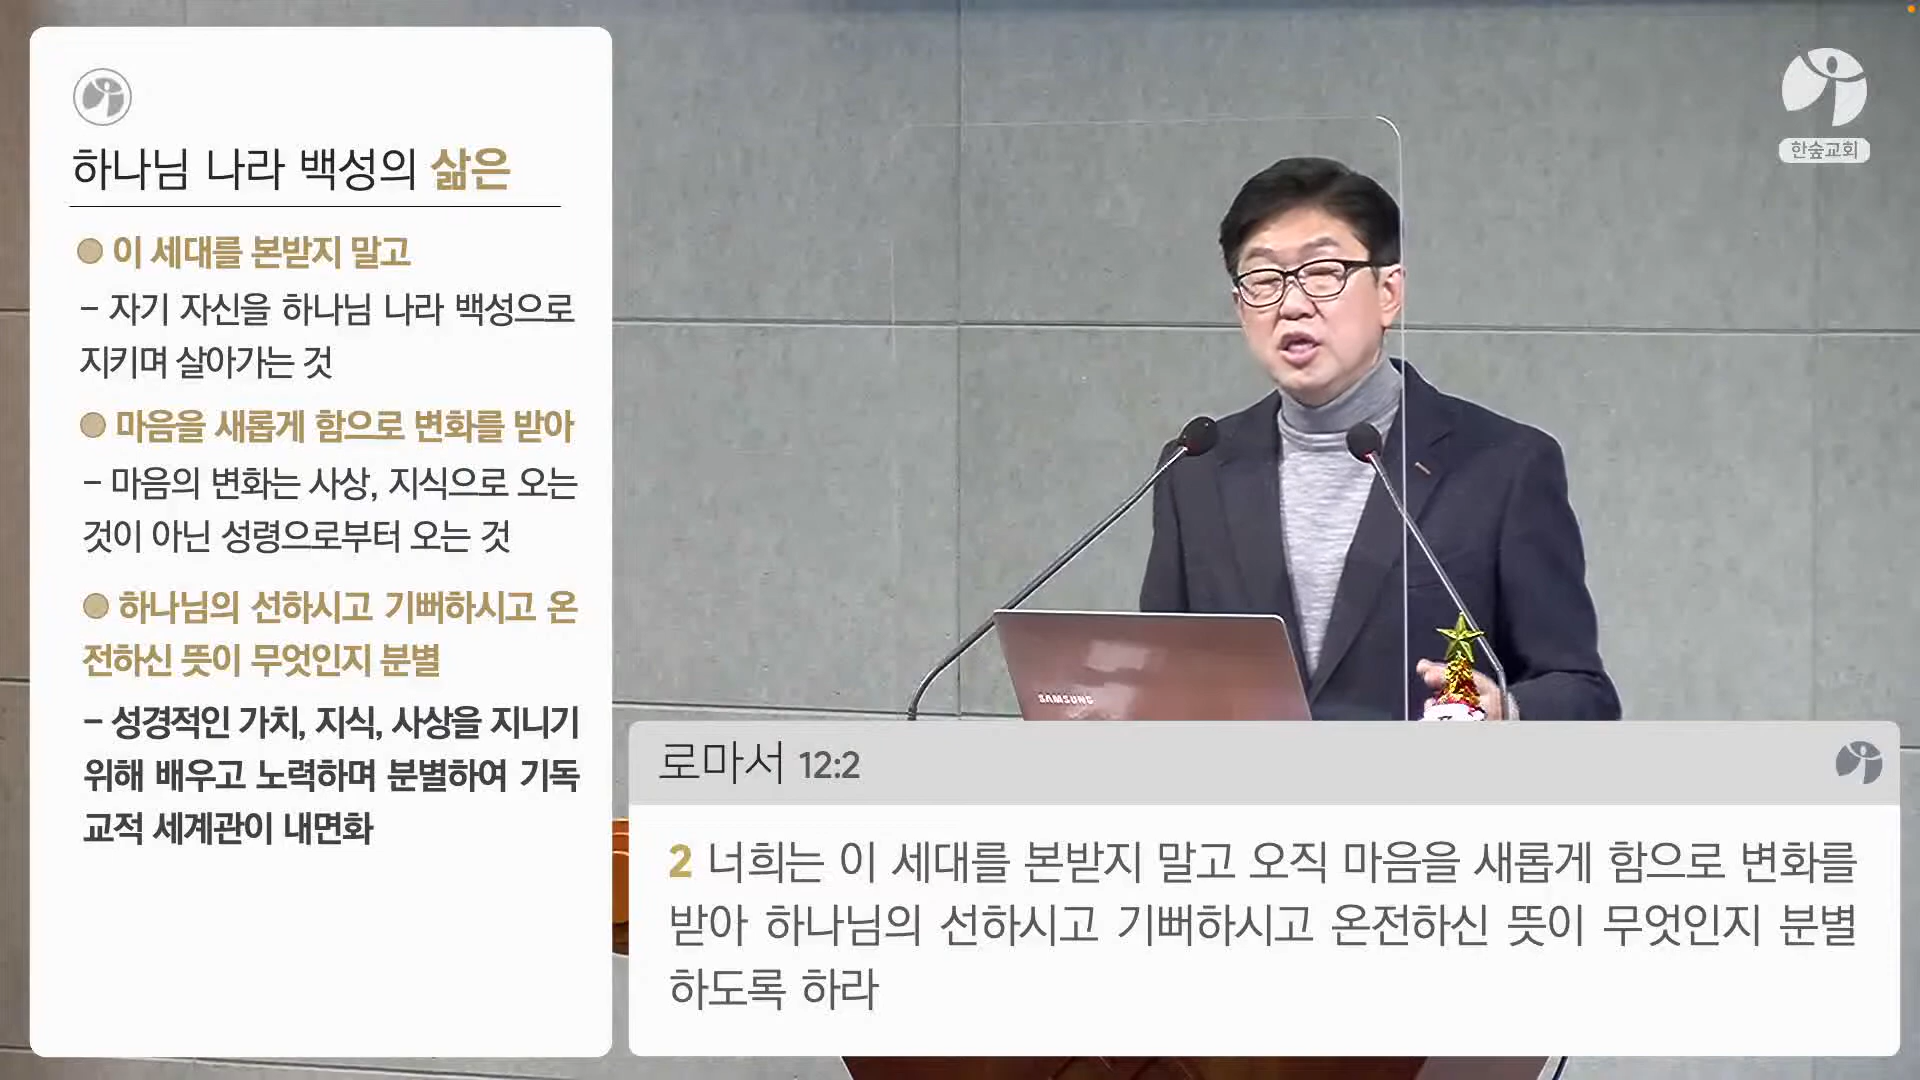 하나님 나라 백성의 삶은
이 세대를 본받지 말고
- 자기 자신을 하나님 나라 백성으로
지키며 살아가는 것
마음을 새롭게 함으로 변화를 받아
- 마음의 변화는 사상, 지식으로 오는
것이 아닌 성령으로부터 오는 것
하나님의 선하시고 기뻐하시고 온
전하신 뜻이 무엇인지 분별
- 성경적인 가치, 지식, 사상을 지니기
위해 배우고 노력하며 분별하여 기독
교적 세계관이 내면화
한숲교회
SAMSUNG
로마서 12:2
2 너희는 이 세대를 본받지 말고 오직 마음을 새롭게 함으로 변화를
받아 하나님의 선하시고 기뻐하시고 온전하신 뜻이 무엇인지 분별
하도록 하라